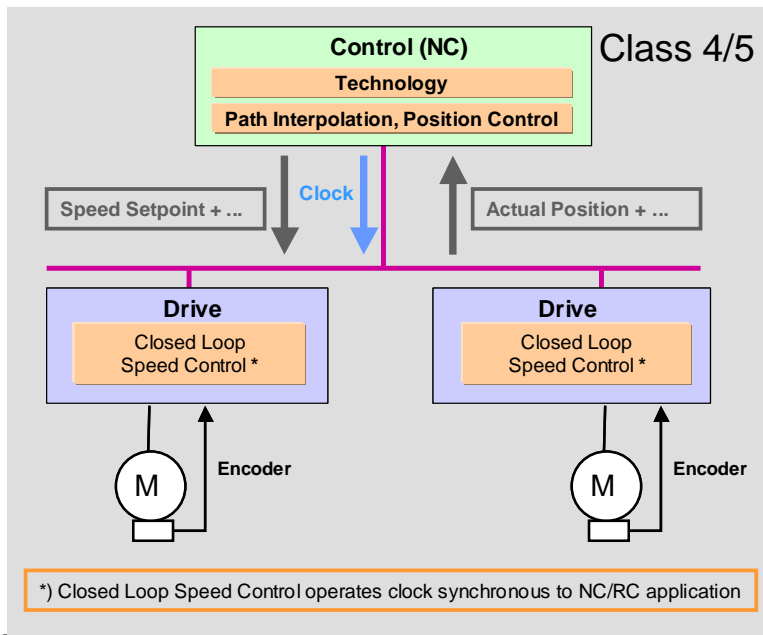 Control (NC)
Class 4/5
Technology
Path Interpolation, Position Control
Clock
Speed Setpoint + ...
Actual Position + ...
Drive
Closed Loop
Speed Control *
Drive
Closed Loop
Speed Control *
Encoder
M
Encoder
M
*) Closed Loop Speed Control operates clock synchronous to NC/RC application